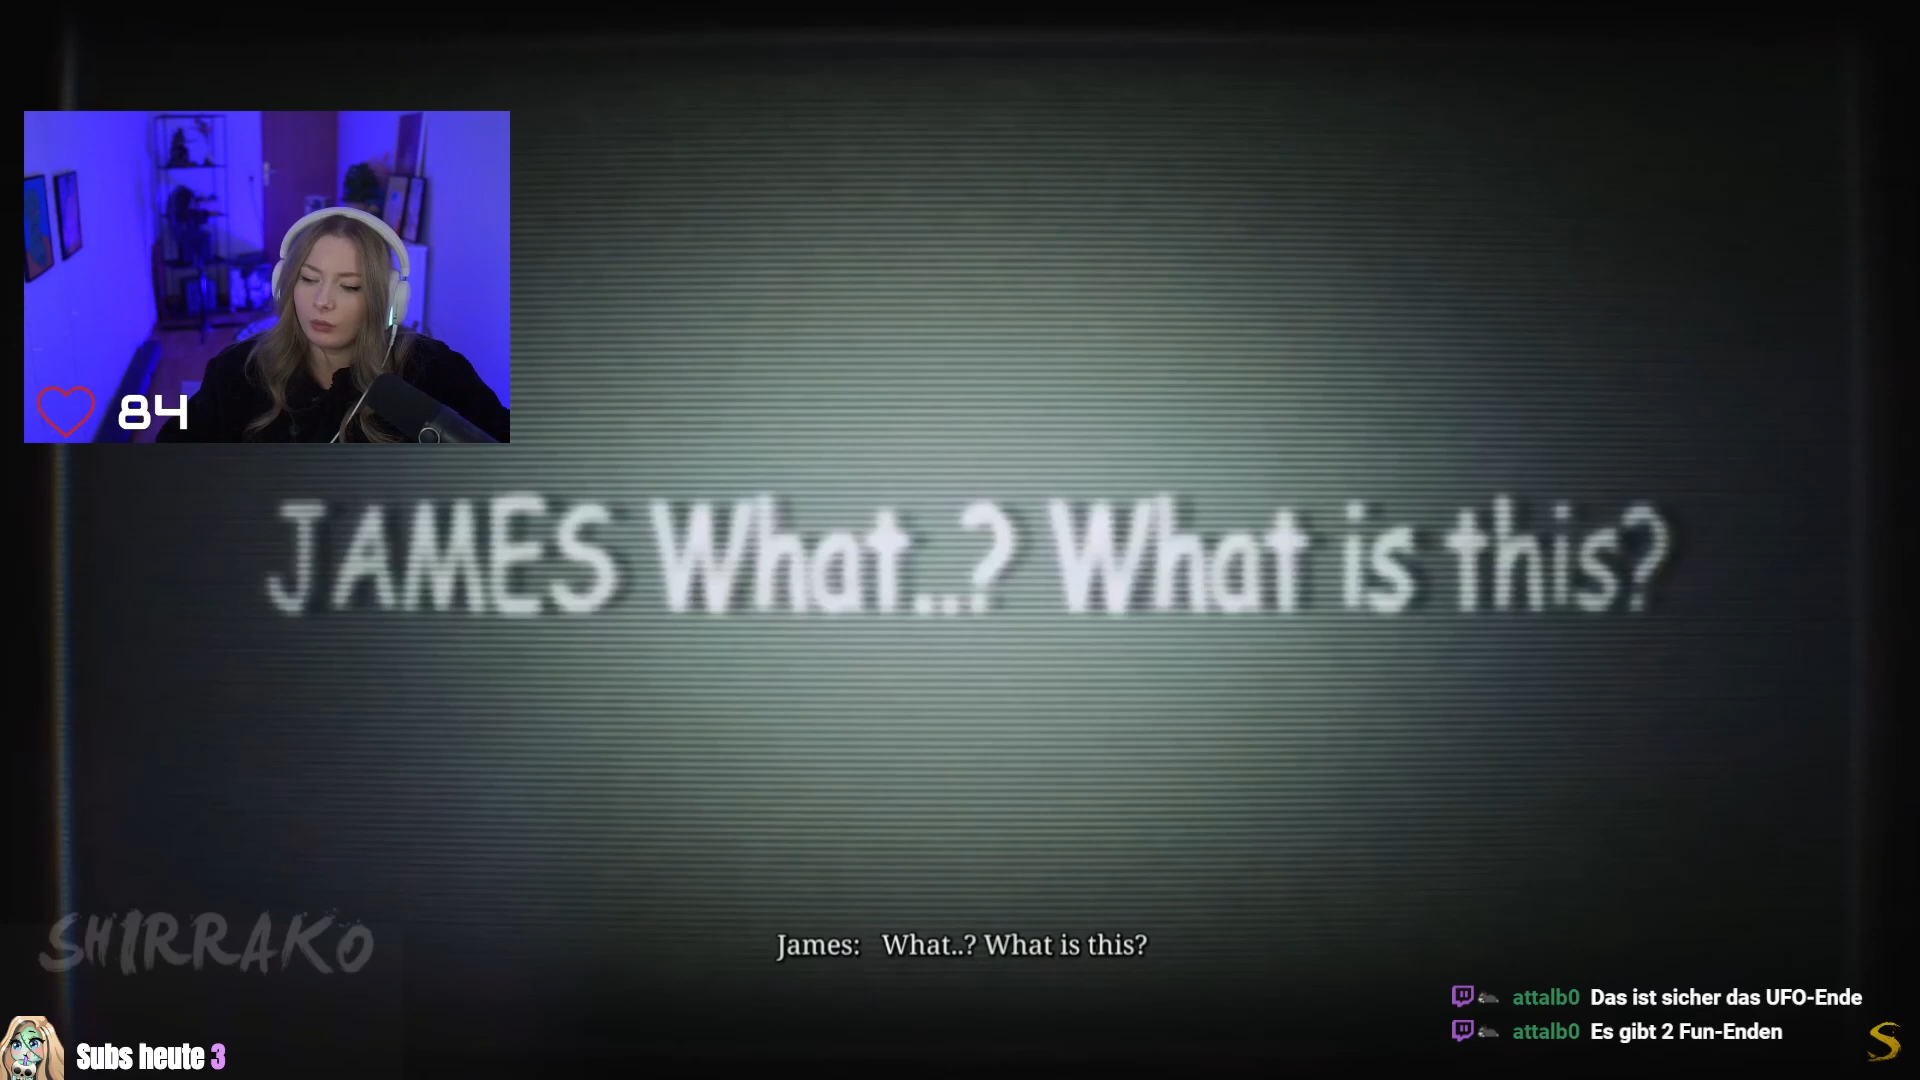 84
JAMES What..? What is this?
SHIRRAKO
James: What..? What is this?
attalb0 Das ist sicher das UFO-Ende
attalb0 Es gibt 2 Fun-Enden
Subs heute 3
S